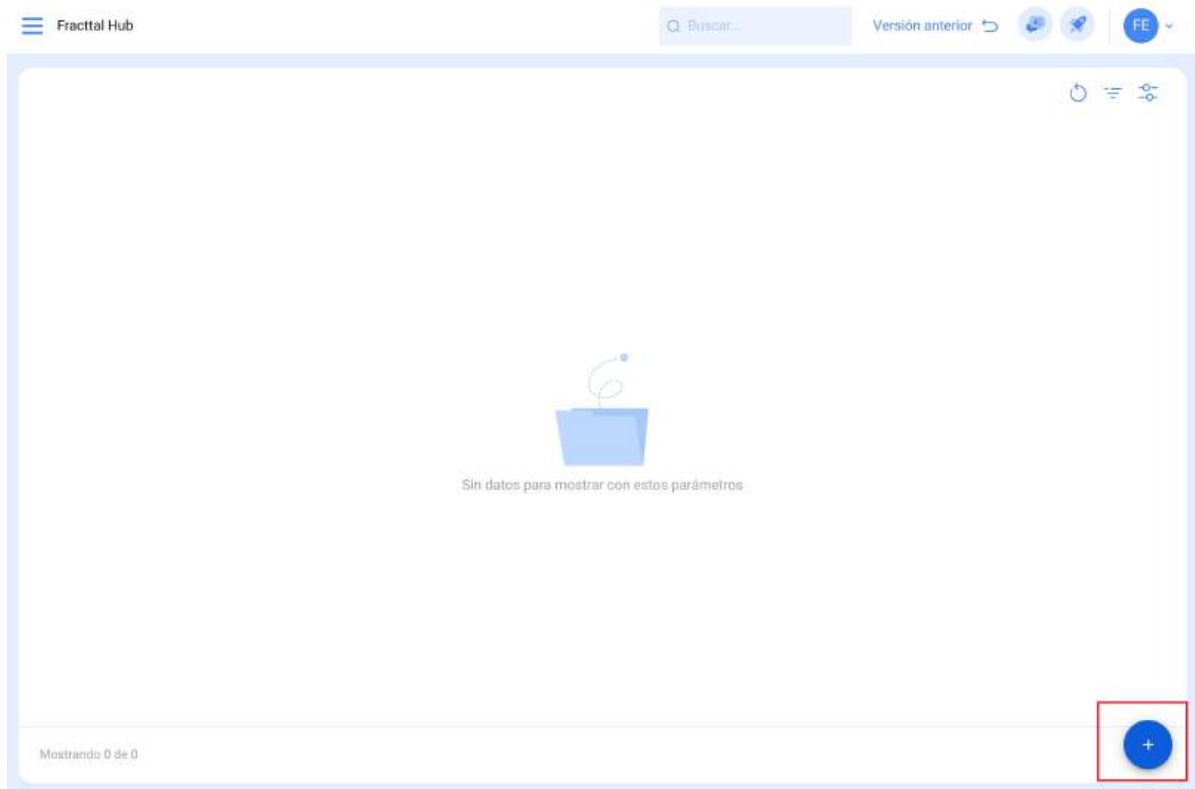 Fracttal Hub
Buscar...
Versión anterior
FE
Sin datos para mostrar con estos parámetros
Mostrando 0 de 0
+